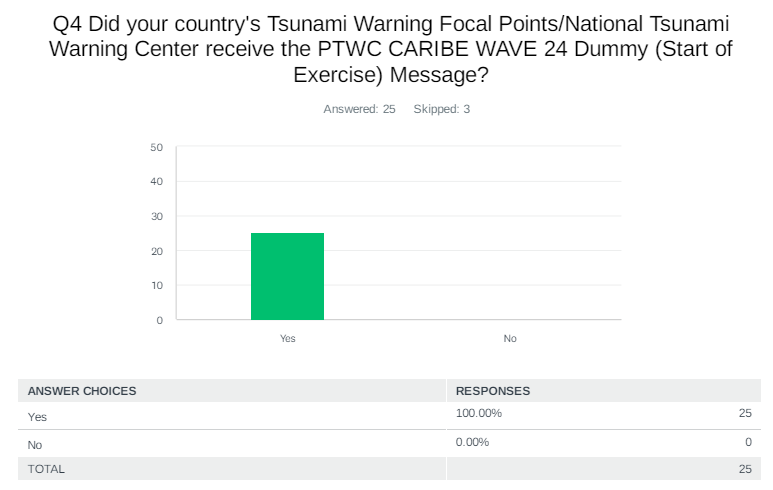 Q4 Did your country's Tsunami Warning Focal Points/National Tsunami
Warning Center receive the PTWC CARIBE WAVE 24 Dummy (Start of
Exercise) Message?
Answered: 25 Skipped: 3
50
40
30
20
10
0
Yes No
ANSWER CHOICES RESPONSES
Yes 100.00% 25
No 0.00% 0
TOTAL 25